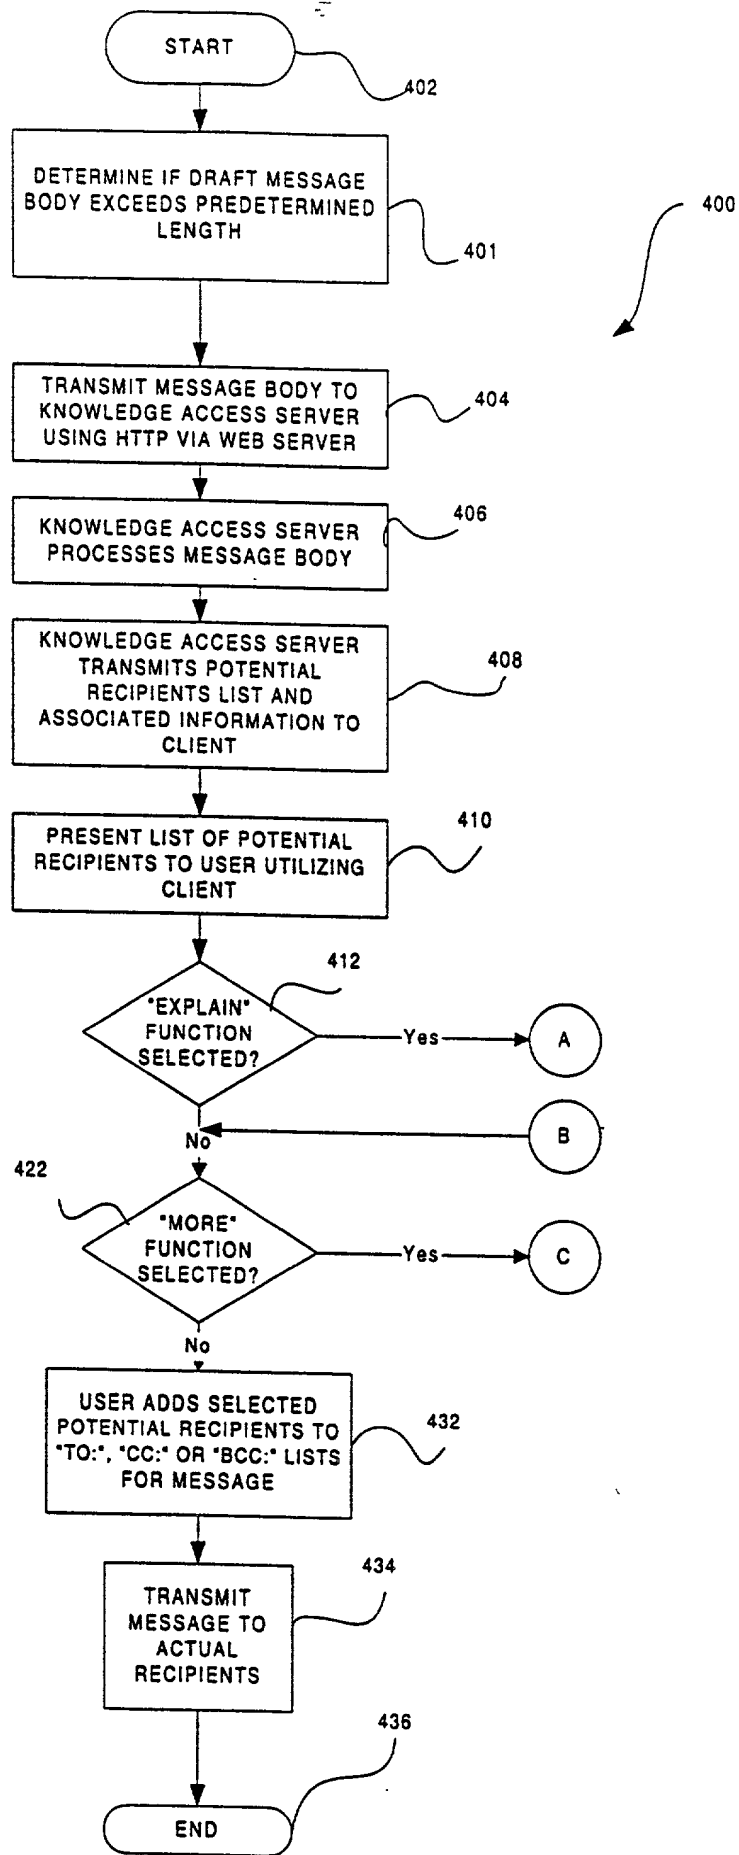 START
402
DETERMINE IF DRAFT MESSAGE
BODY EXCEEDS PREDETERMINED
LENGTH
401
400
TRANSMIT MESSAGE BODY TO
KNOWLEDGE ACCESS SERVER
USING HTTP VIA WEB SERVER
404
KNOWLEDGE ACCESS SERVER
PROCESSES MESSAGE BODY
406
KNOWLEDGE ACCESS SERVER
TRANSMITS POTENTIAL
RECIPIENTS LIST AND
ASSOCIATED INFORMATION TO
CLIENT
408
PRESENT LIST OF POTENTIAL
RECIPIENTS TO USER UTILIZING
CLIENT
410
412
"EXPLAIN"
FUNCTION
SELECTED?
Yes
A
B
No
422
"MORE"
FUNCTION
SELECTED?
Yes
C
No
USER ADDS SELECTED
POTENTIAL RECIPIENTS TO
"TO:", "CC:" OR "BCC:" LISTS
FOR MESSAGE
432
TRANSMIT
MESSAGE TO
ACTUAL
RECIPIENTS
434
436
END